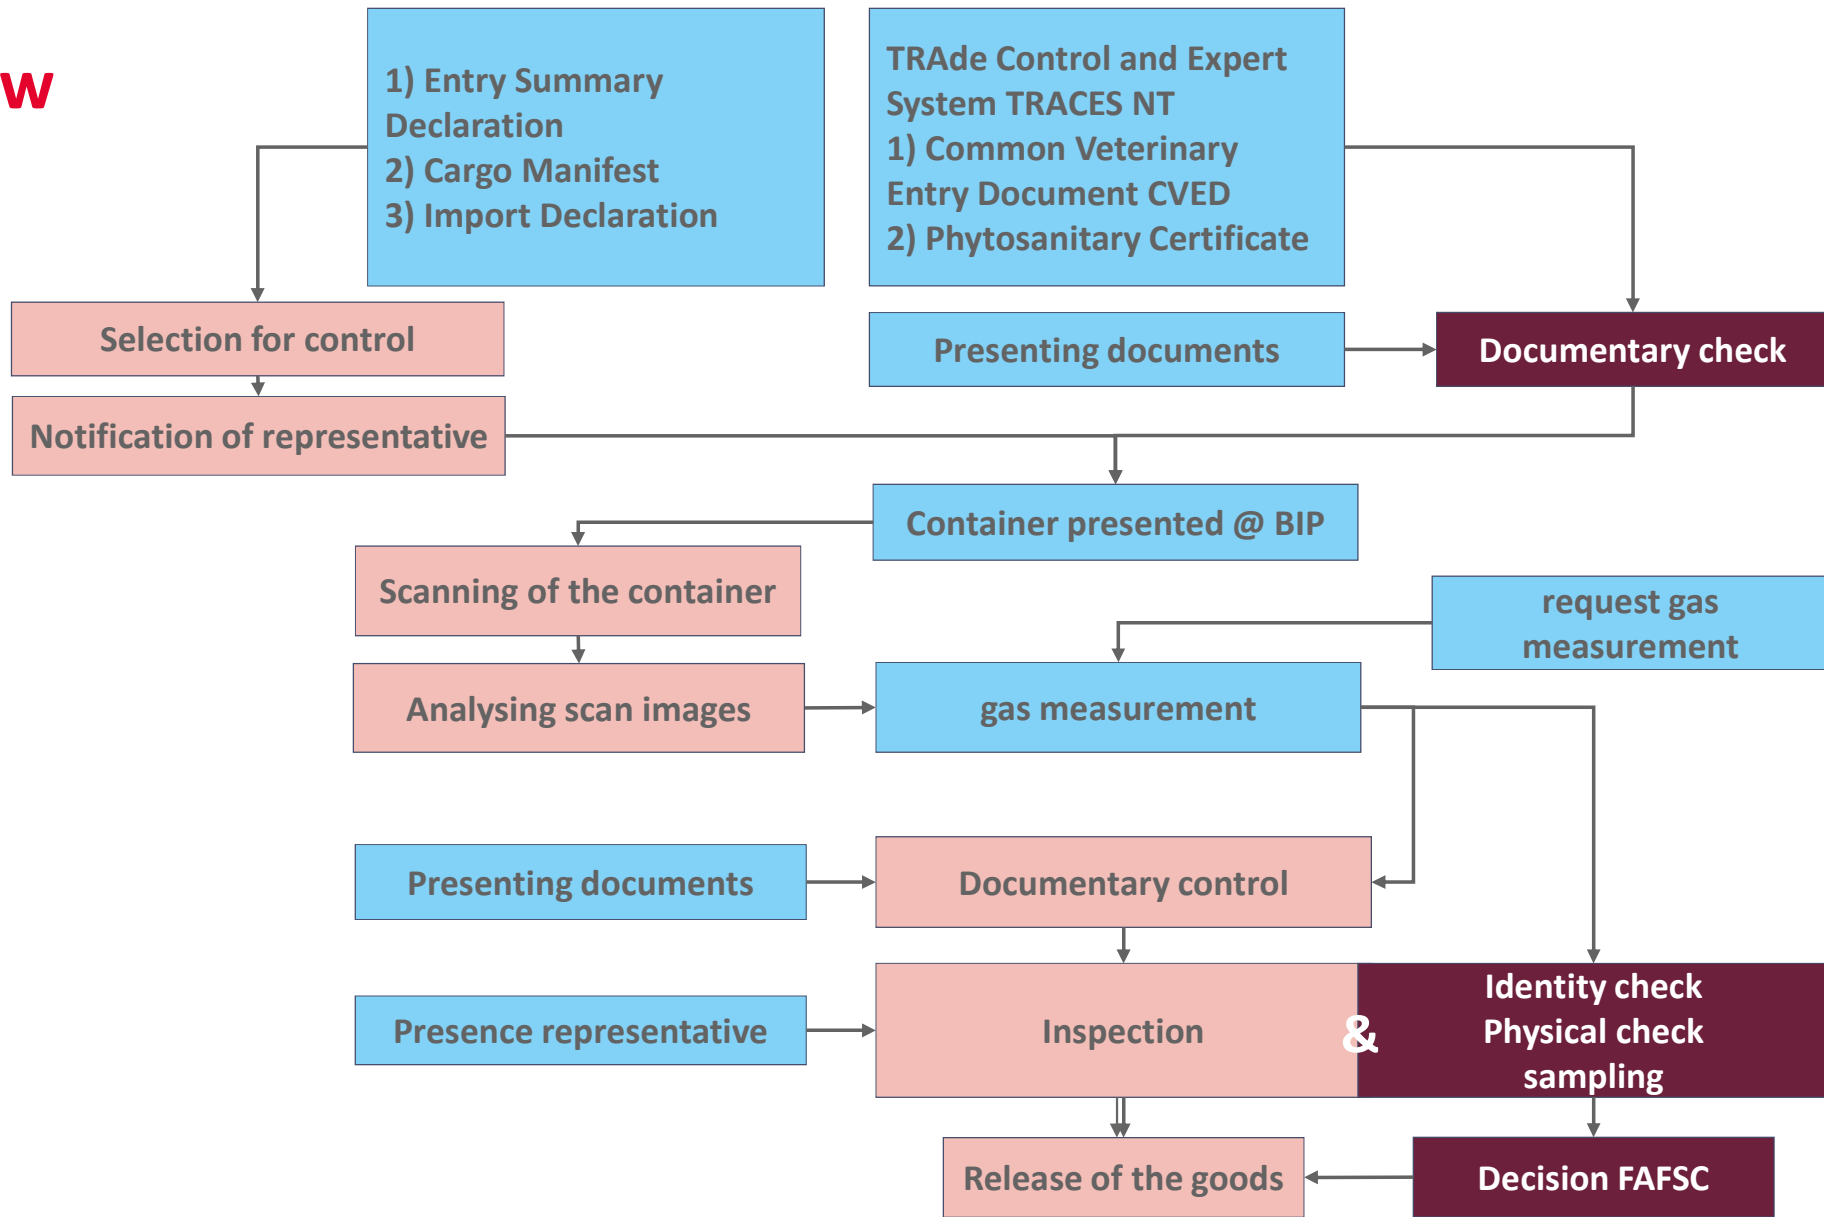 w
1) Entry Summary
Declaration
2) Cargo Manifest
3) Import Declaration
TRAde Control and Expert
System TRACES NT
1) Common Veterinary
Entry Document CVED
2) Phytosanitary Certificate
Selection for control
Presenting documents
Documentary check
Notification of representative
Container presented @ BIP
Scanning of the container
request gas
measurement
Analysing scan images
gas measurement
Presenting documents
Documentary control
Presence representative
Inspection
&
Identity check
Physical check
sampling
Release of the goods
Decision FAFSC